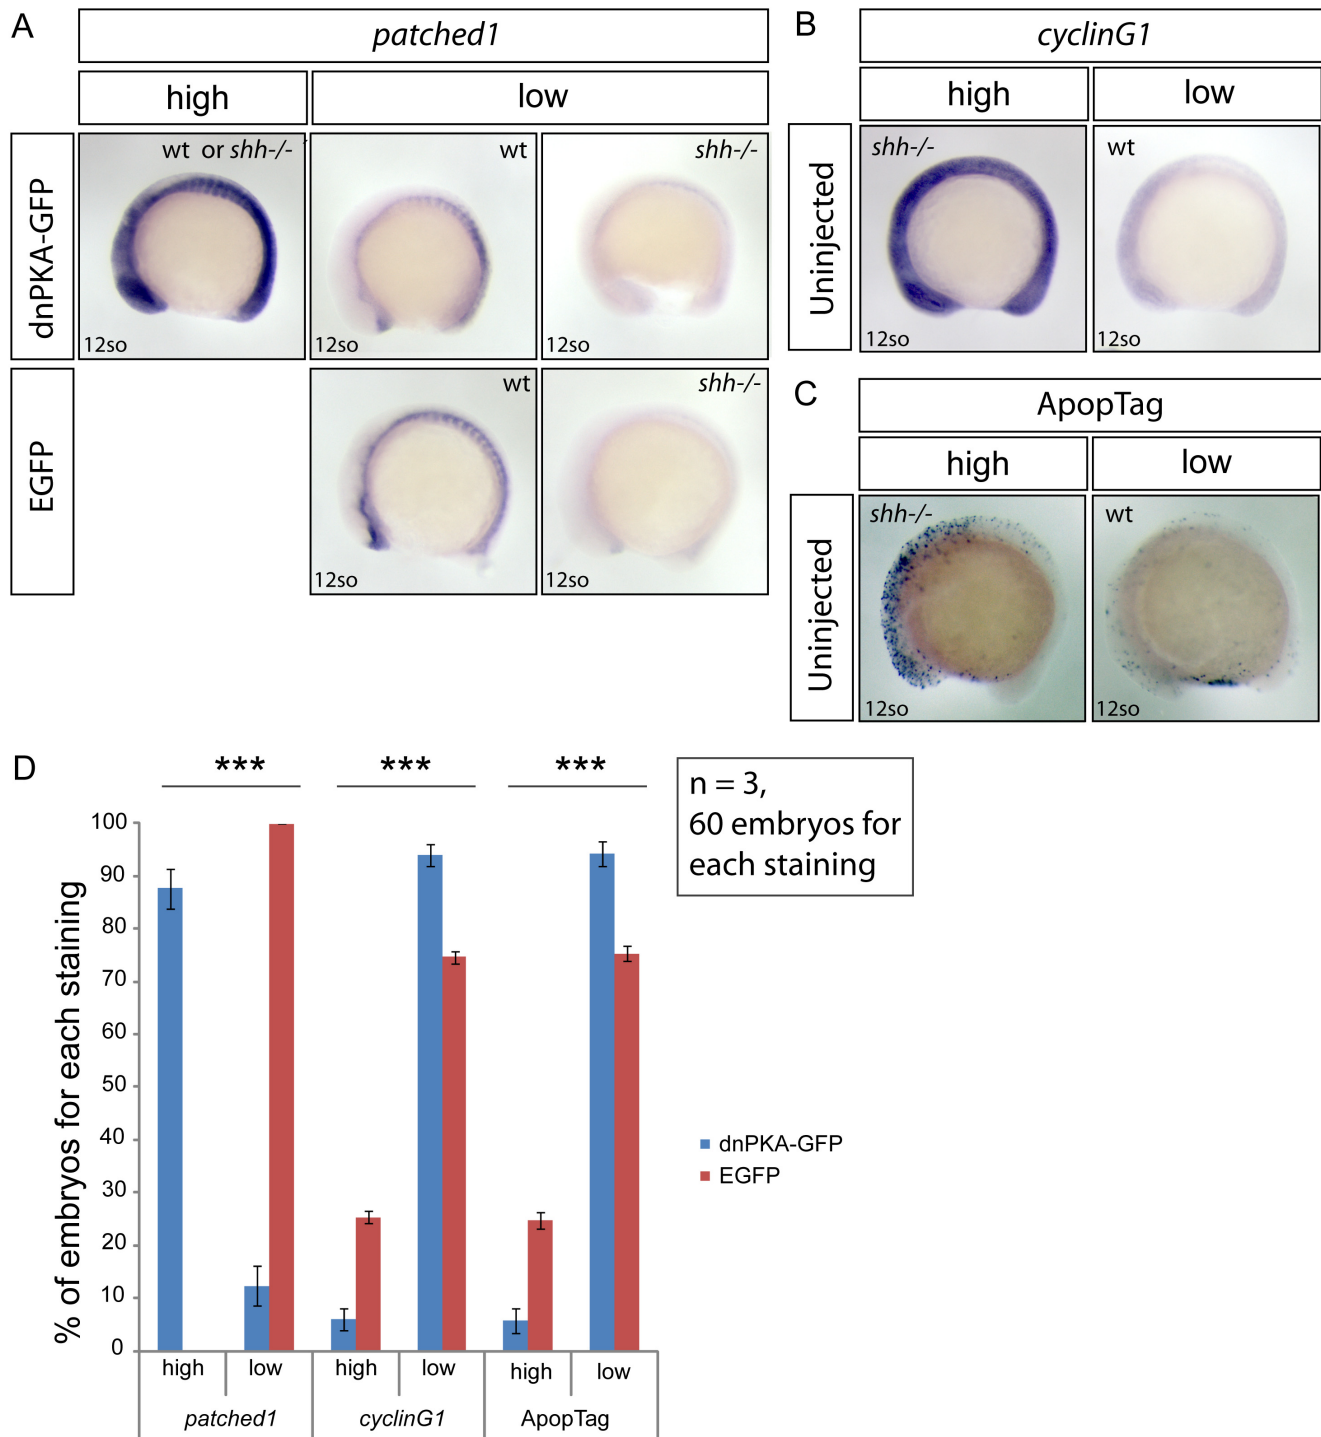 A
patched1
high
low
dnPKA-GFP
wt or shh-/-
12so
wt
12so
shh-/-
12so
EGFP
wt
12so
shh-/-
12so
B
cyclinG1
high
low
Uninjected
shh-/-
12so
wt
12so
C
ApopTag
high
low
Uninjected
shh-/-
12so
wt
12so
D
***
***
***
n = 3,
60 embryos for
each staining
% of embryos for each staining
100
90
80
70
60
50
40
30
20
10
0
dnPKA-GFP
EGFP
high
low
high
low
high
low
patched1
cyclinG1
ApopTag